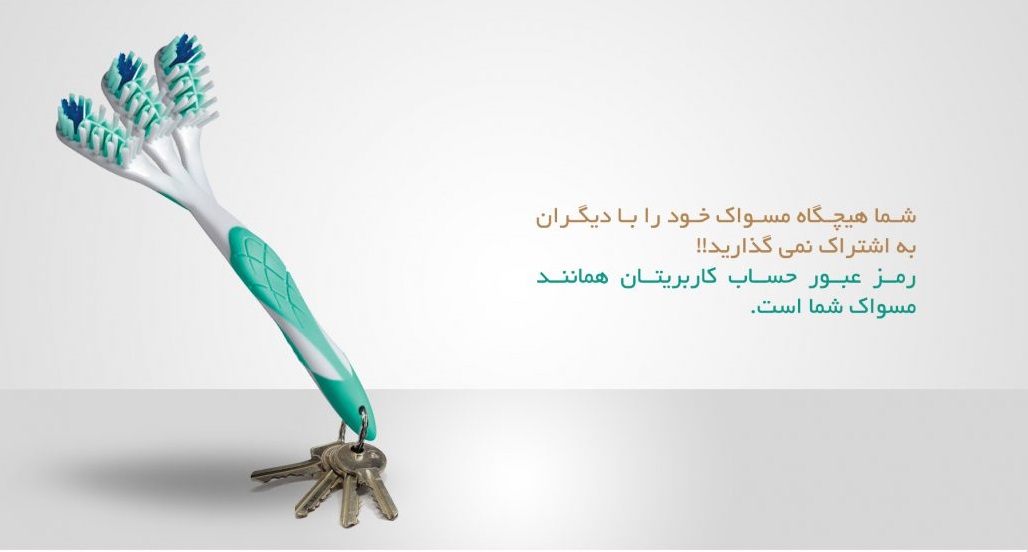 شما هیچگاه مسواک خود را با دیگران
به اشتراک نمی گذارید!!
رمز عبور حساب کاربریتان همانند
مسواک شما است.